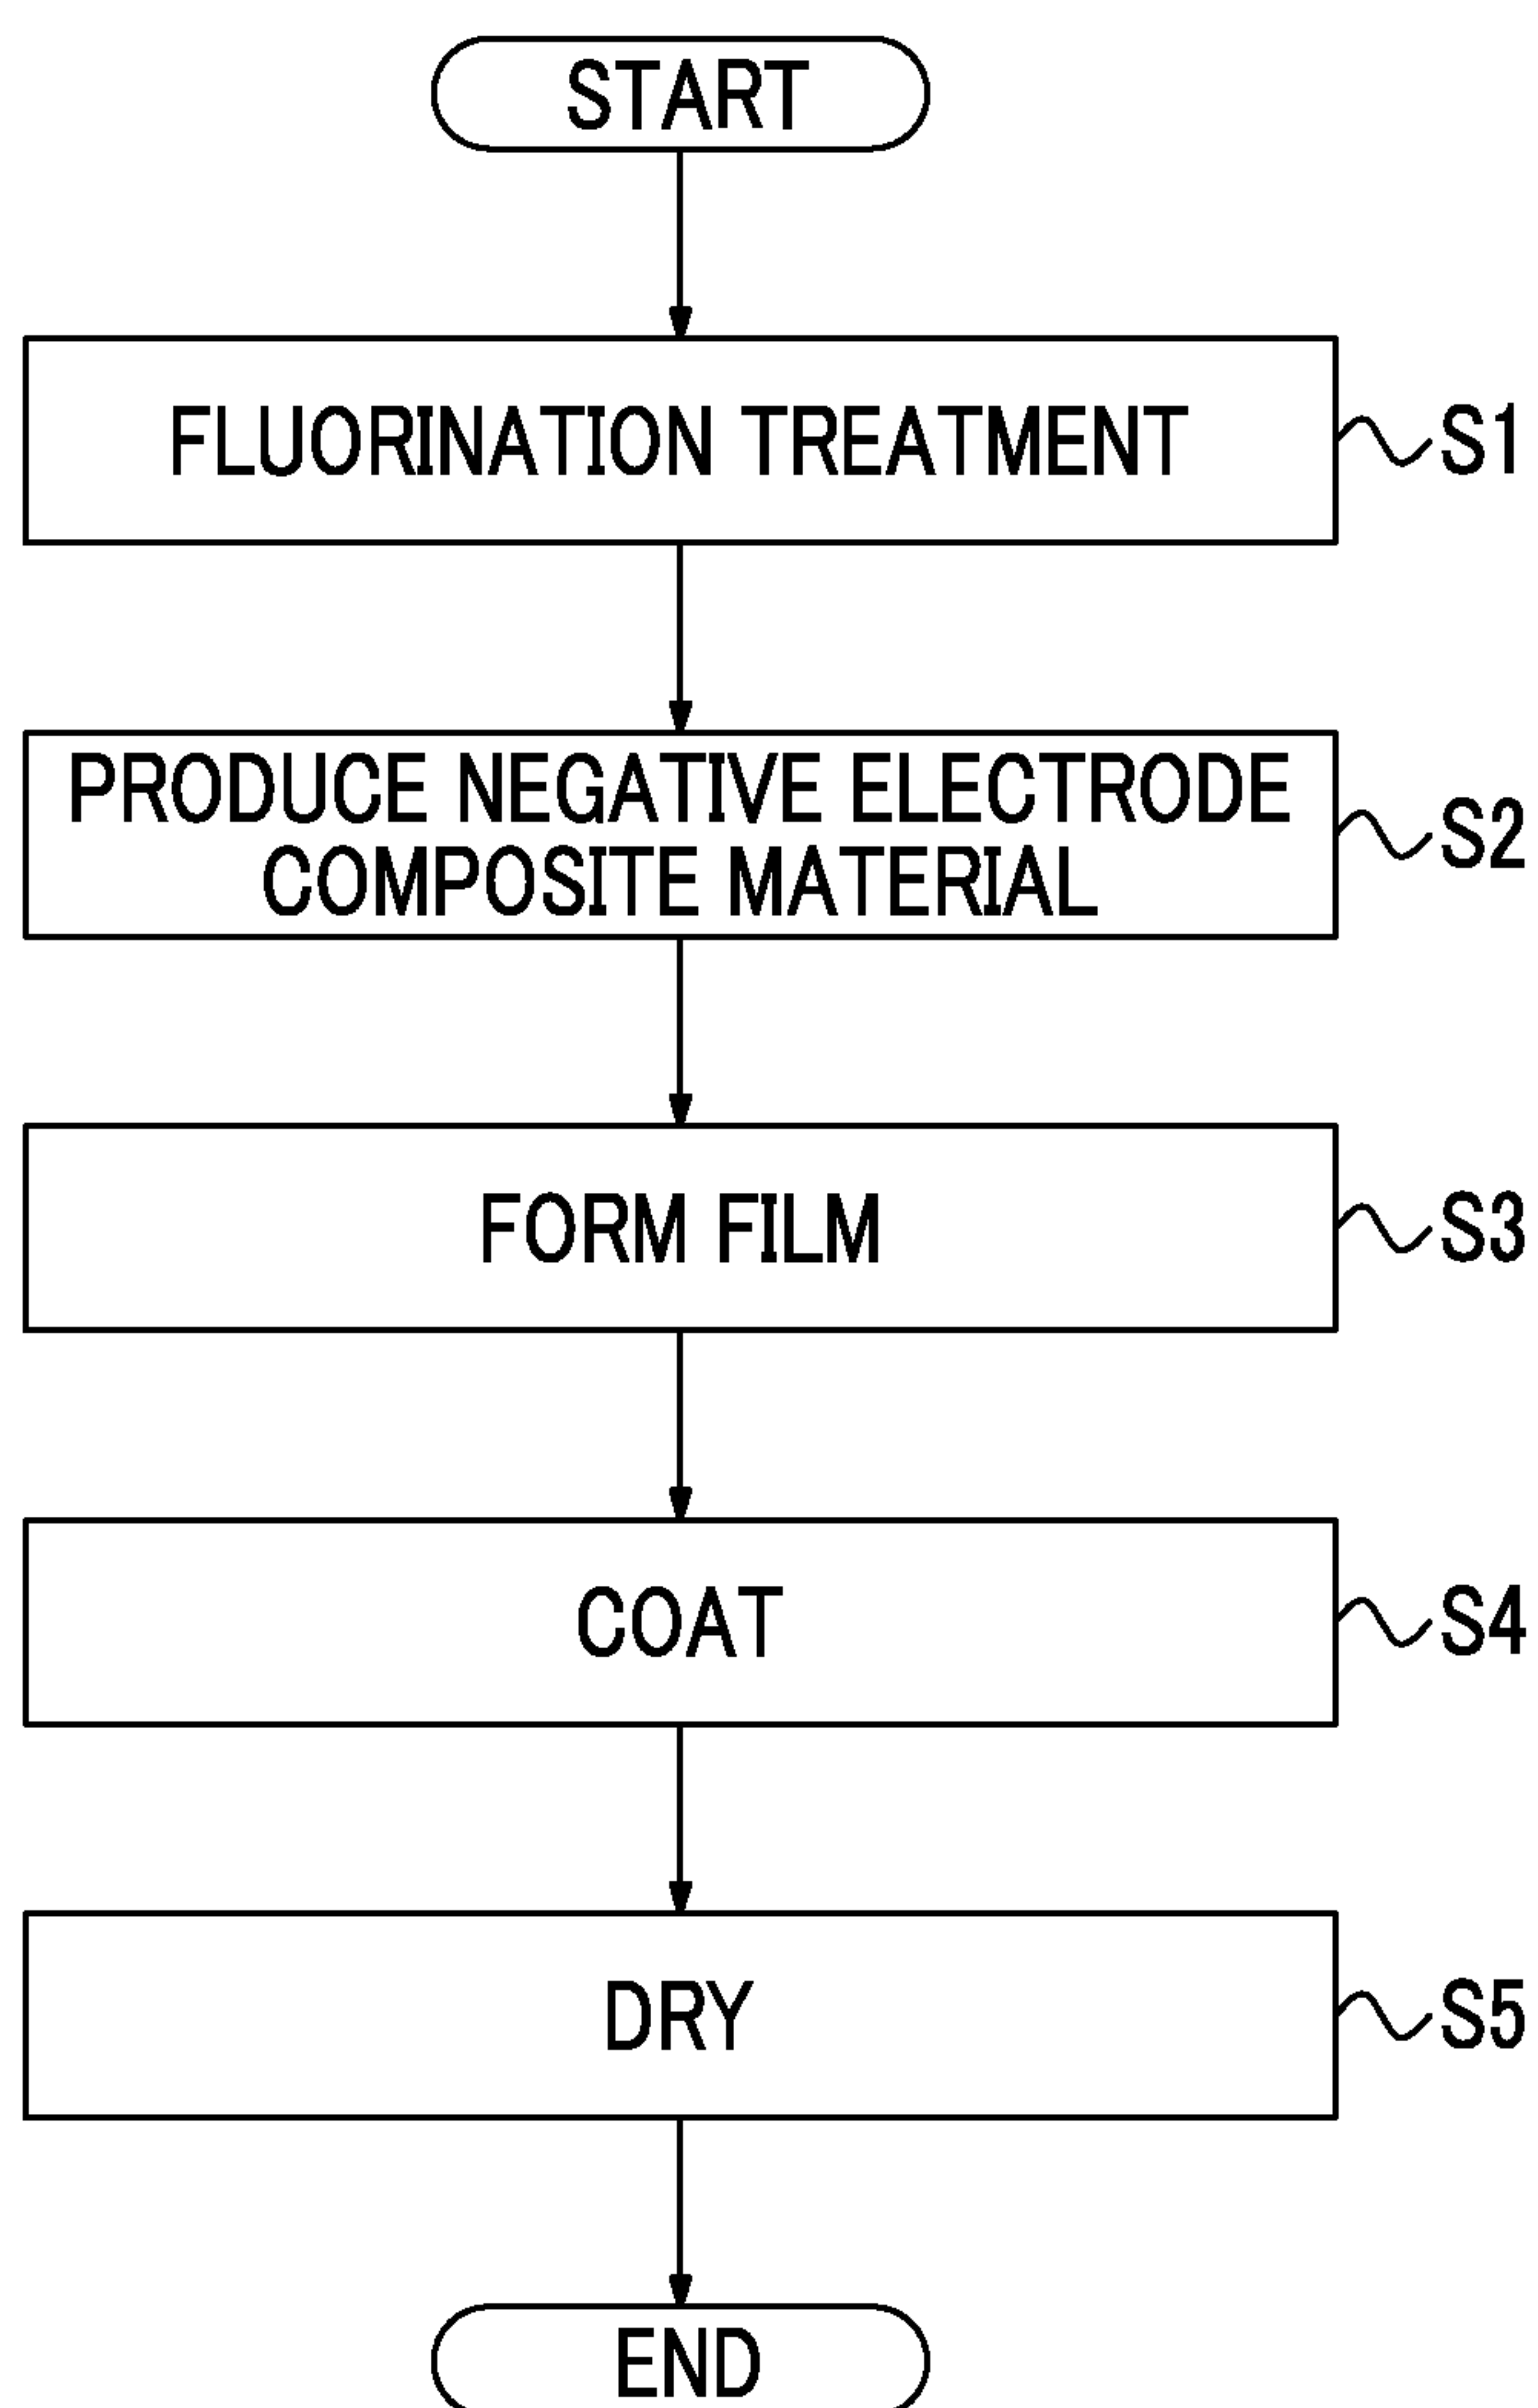 START
FLUORINATION TREATMENT
S1
PRODUCE NEGATIVE ELECTRODE
COMPOSITE MATERIAL
S2
FORM FILM
S3
COAT
S4
DRY
S5
END